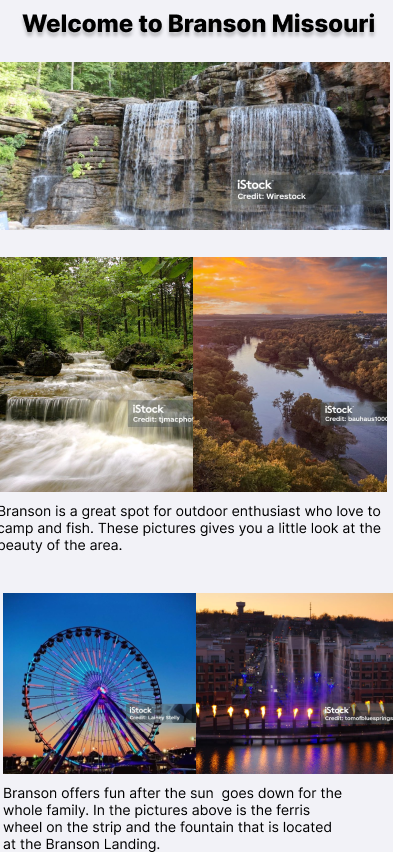 Welcome to Branson Missouri
iStock
Credit: Wirestock
iStock
Credit: tjmacphot
iStock
Credit: bauhaus1000
Branson is a great spot for outdoor enthusiast who love to
camp and fish. These pictures gives you a little look at the
beauty of the area.
iStock
Credit:
iStock
Credit: tomofbluesprings
Branson offers fun after the sun  goes down for the
whole family. In the pictures above is the ferris
wheel on the strip and the fountain that is located
at the Branson Landing.